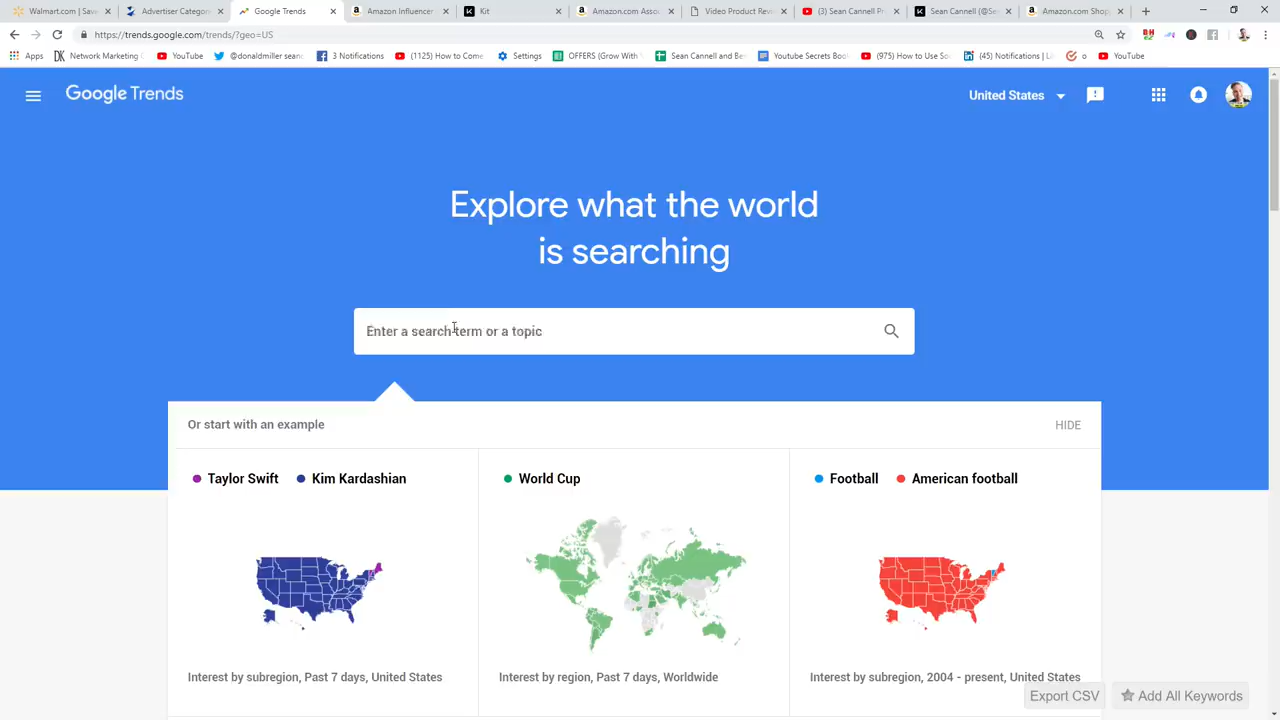 Walmart.com | Save
Advertiser Categor
Google Trends
Amazon Influencer
Kit
Amazon.com Asso
Video Product Rev
(3) Sean Cannell P
Sean Cannell (@Se
Amazon.com Shop
https://trends.google.com/trends/?geo=US
Apps
Network Marketing
YouTube
@donaldmiller sean
3 Notifications
(1125) How to Come
Settings
OFFERS (Grow With
Sean Cannell and Be
Youtube Secrets Boo
(975) How to Use So
(45) Notifications | Li
o
YouTube
Google Trends
United States
Explore what the world
is searching
Enter a search term or a topic
Or start with an example
HIDE
Taylor Swift Kim Kardashian
World Cup
Football American football
Interest by subregion, Past 7 days, United States
Interest by region, Past 7 days, Worldwide
Interest by subregion, 2004 - present, United States
Export CSV
Add All Keywords